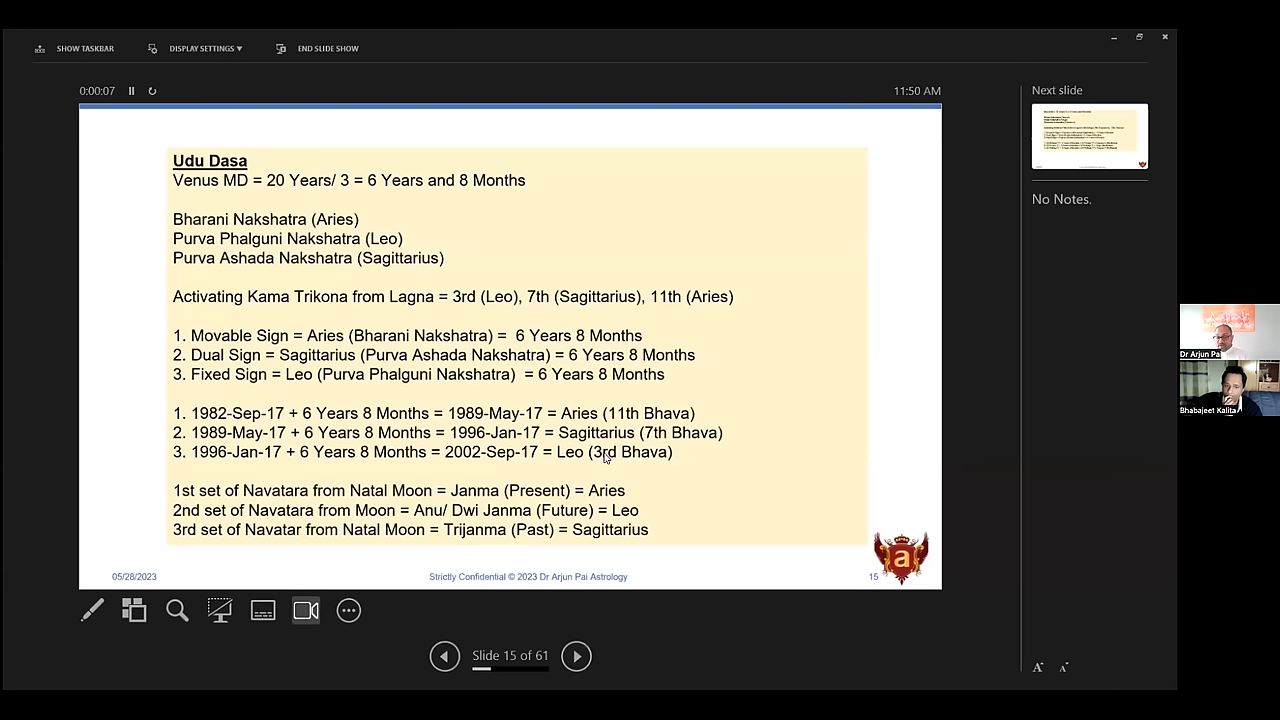 SHOW TASKBAR
DISPLAY SETTINGS ▾
END SLIDE SHOW
0:00:07
11:50 AM
Udu Dasa
Venus MD = 20 Years/ 3 = 6 Years and 8 Months
Bharani Nakshatra (Aries)
Purva Phalguni Nakshatra (Leo)
Purva Ashada Nakshatra (Sagittarius)
Activating Kama Trikona from Lagna = 3rd (Leo), 7th (Sagittarius), 11th (Aries)
1. Movable Sign = Aries (Bharani Nakshatra) =  6 Years 8 Months
2. Dual Sign = Sagittarius (Purva Ashada Nakshatra) = 6 Years 8 Months
3. Fixed Sign = Leo (Purva Phalguni Nakshatra)  = 6 Years 8 Months
1. 1982-Sep-17 + 6 Years 8 Months = 1989-May-17 = Aries (11th Bhava)
2. 1989-May-17 + 6 Years 8 Months = 1996-Jan-17 = Sagittarius (7th Bhava)
3. 1996-Jan-17 + 6 Years 8 Months = 2002-Sep-17 = Leo (3rd Bhava)
1st set of Navatara from Natal Moon = Janma (Present) = Aries
2nd set of Navatara from Moon = Anu/ Dwi Janma (Future) = Leo
3rd set of Navatar from Natal Moon = Trijanma (Past) = Sagittarius
a
05/28/2023
Strictly Confidential © 2023 Dr Arjun Pai Astrology
15
Slide 15 of 61
Next slide
No Notes.
A A
Dr Arjun Pai
Bhabajeet Kalita